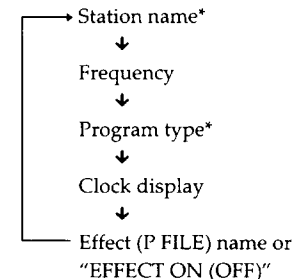 Station name*
Frequency
Program type*
Clock display
Effect (P FILE) name or
"EFFECT ON (OFF)"